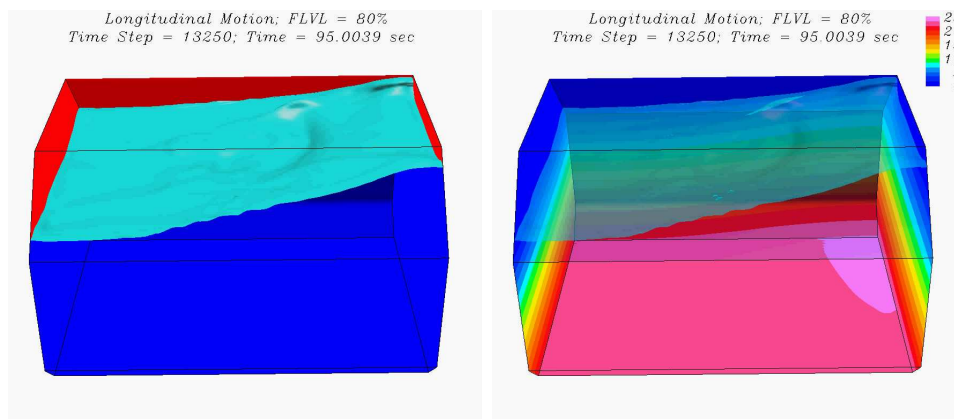 Longitudinal Motion; FLVL = 80%
Time Step = 13250; Time = 95.0039 sec
Longitudinal Motion; FLVL = 80%
Time Step = 13250; Time = 95.0039 sec